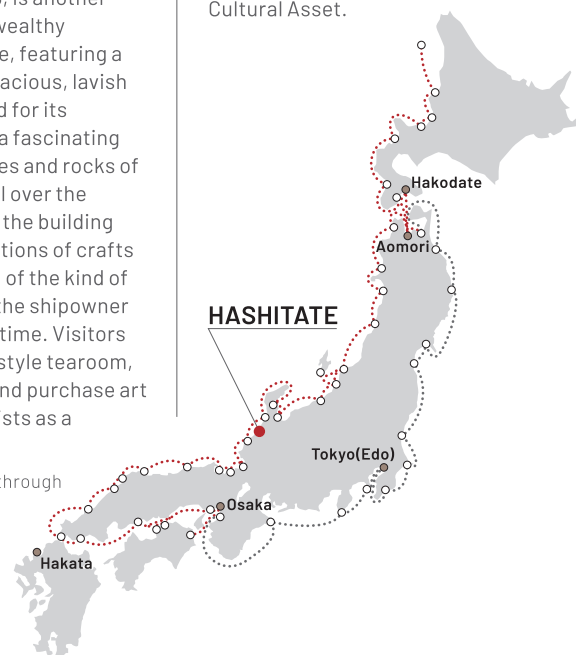 , is another
wealthy
e, featuring a
acious, lavish
d for its
a fascinating
es and rocks of
l over the
the building
tions of crafts
of the kind of
the shipowner
time. Visitors
style tearoom,
nd purchase art
ists as a
through
Cultural Asset.
Hakodate
Aomori
HASHITATE
Tokyo(Edo)
Osaka
Hakata